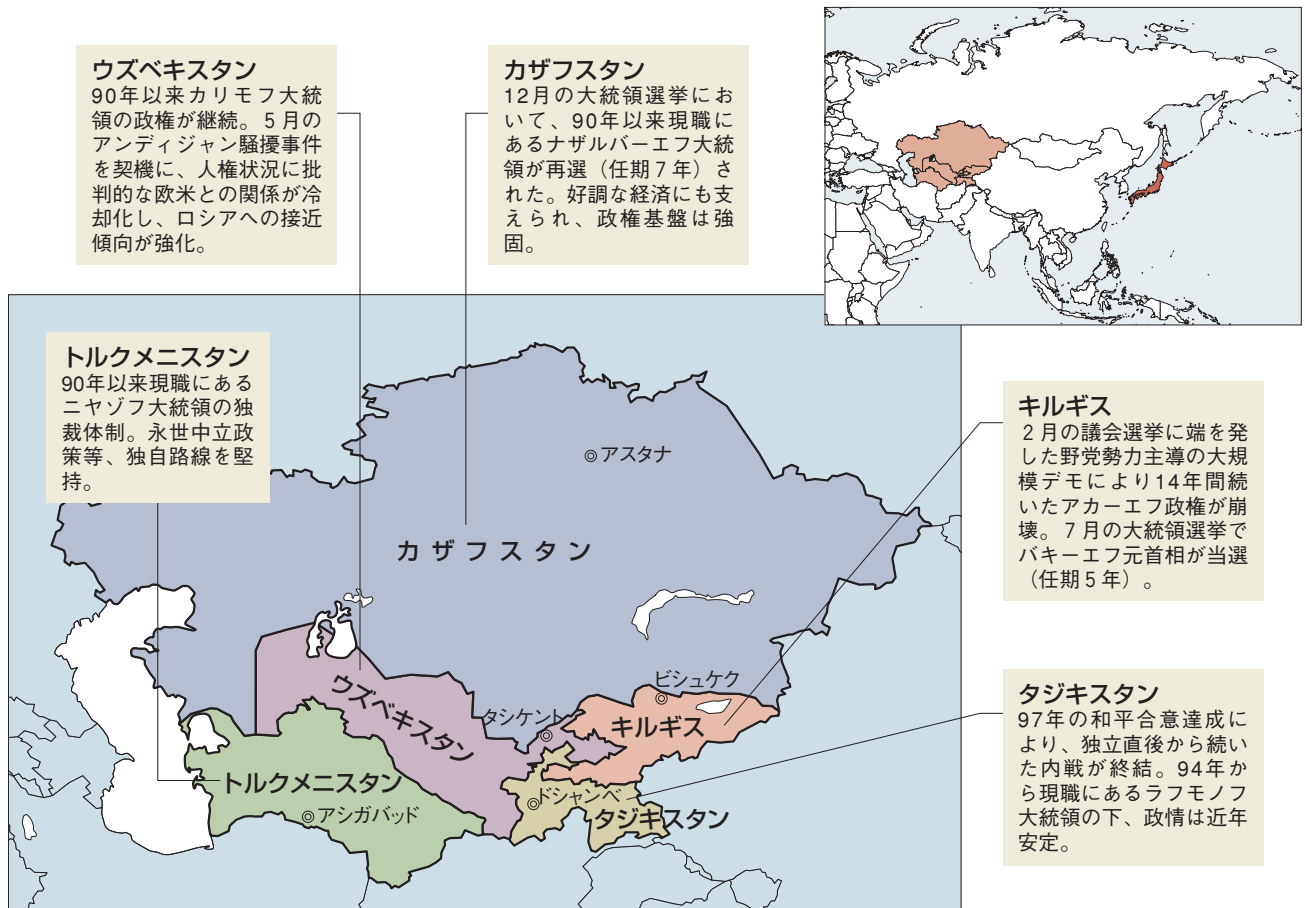 ウズベキスタン
90年以来カリモフ大統
領の政権が継続。５月の
アンディジャン騒擾事件
を契機に、人権状況に批
判的な欧米との関係が冷
却化し、ロシアへの接近
傾向が強化。
カザフスタン
12月の大統領選挙にお
いて、90年以来現職に
あるナザルバーエフ大統
領が再選（任期７年）さ
れた。好調な経済にも支
えられ、政権基盤は強
固。
トルクメニスタン
90年以来現職にある
ニヤゾフ大統領の独
裁体制。永世中立政
策等、独自路線を堅
持。
キルギス
２月の議会選挙に端を発
した野党勢力主導の大規
模デモにより14年間続
いたアカーエフ政権が崩
壊。７月の大統領選挙で
バキーエフ元首相が当選
（任期５年）。
タジキスタン
97年の和平合意達成に
より、独立直後から続い
た内戦が終結。94年か
ら現職にあるラフモノフ
大統領の下、政情は近年
安定。
◎アスタナ
カザフスタン
ウズベキスタン
ビシュケク
◎
タシケント
◎
キルギス
トルクメニスタン
◎アシガバッド
◎ドシャンベ
タジキスタン